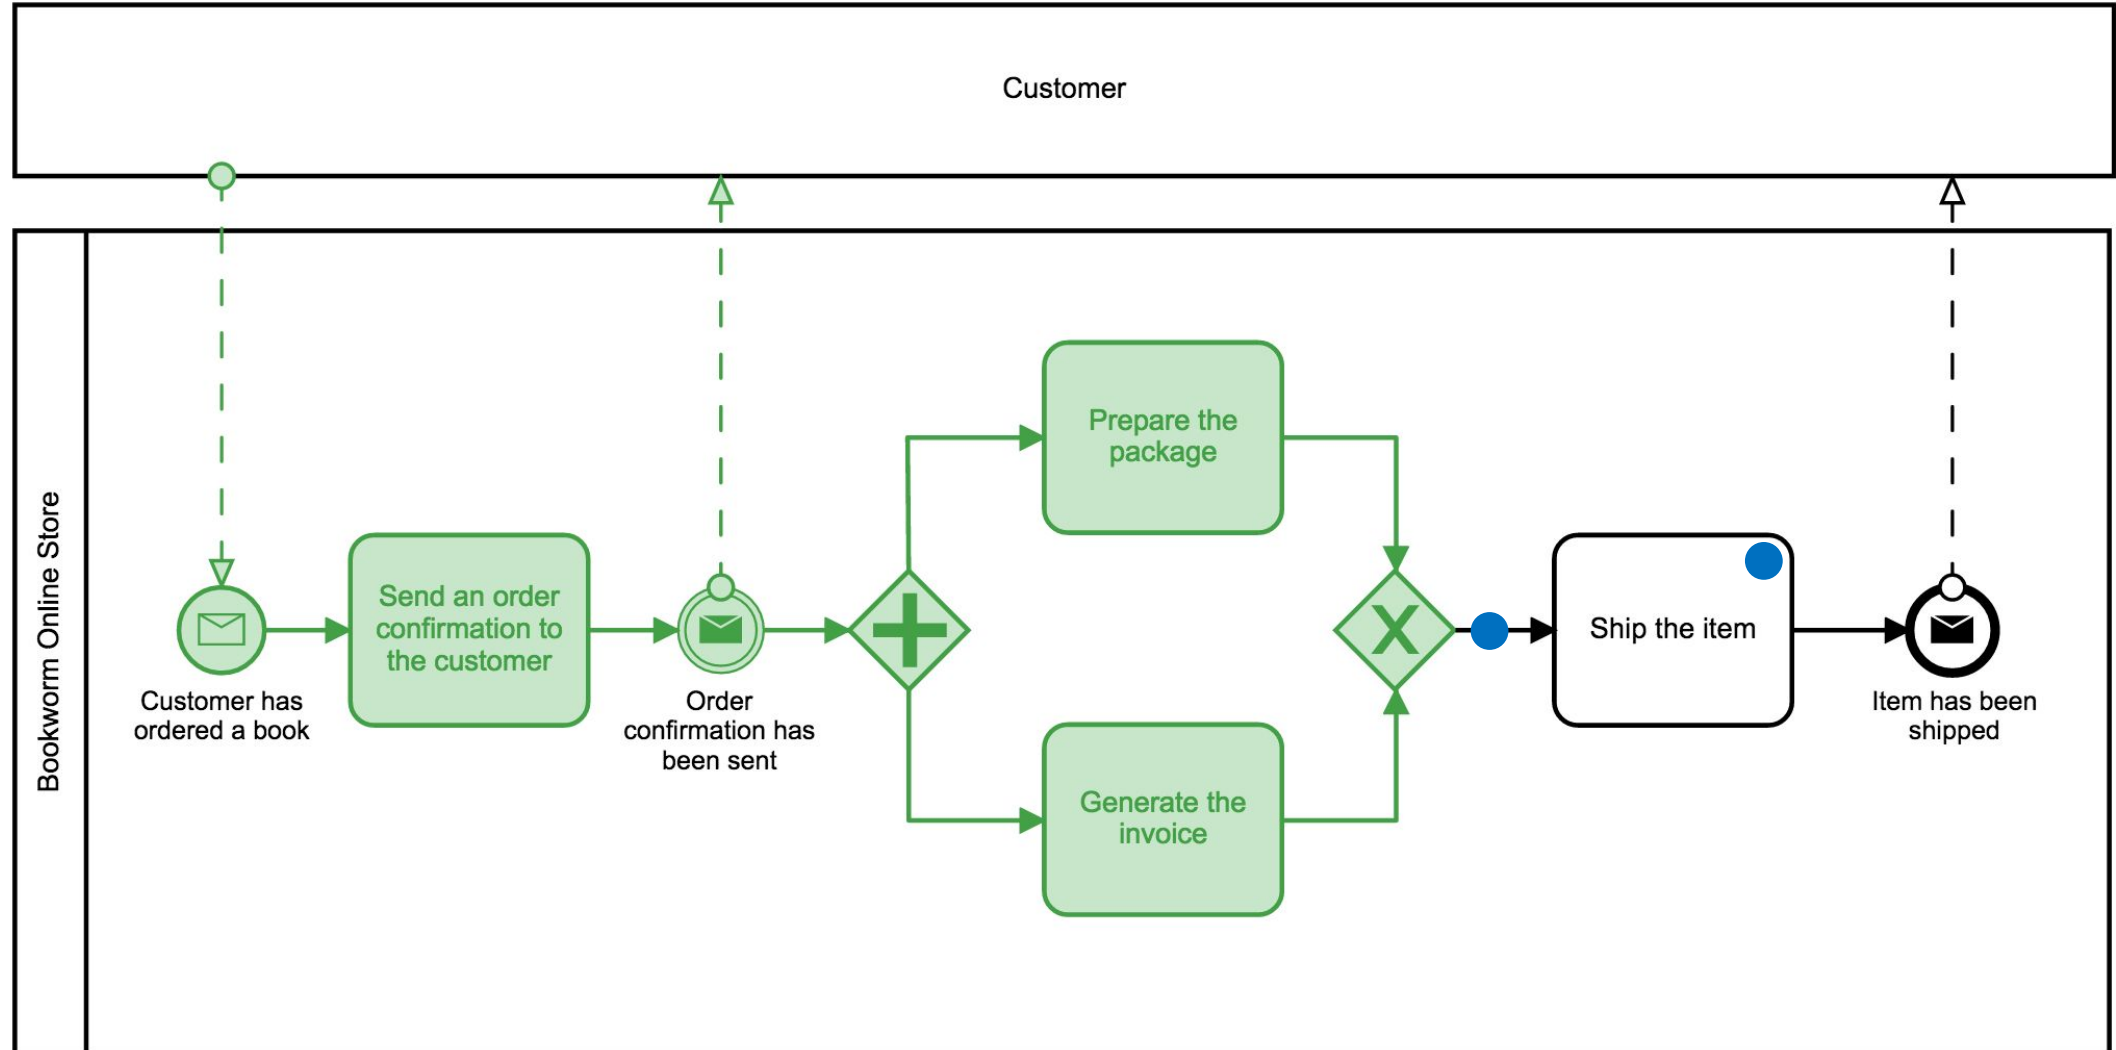 Customer
Bookworm Online Store
Customer has
ordered a book
Send an order
confirmation to
the customer
Order
confirmation has
been sent
Prepare the
package
Generate the
invoice
X
Ship the item
Item has been
shipped